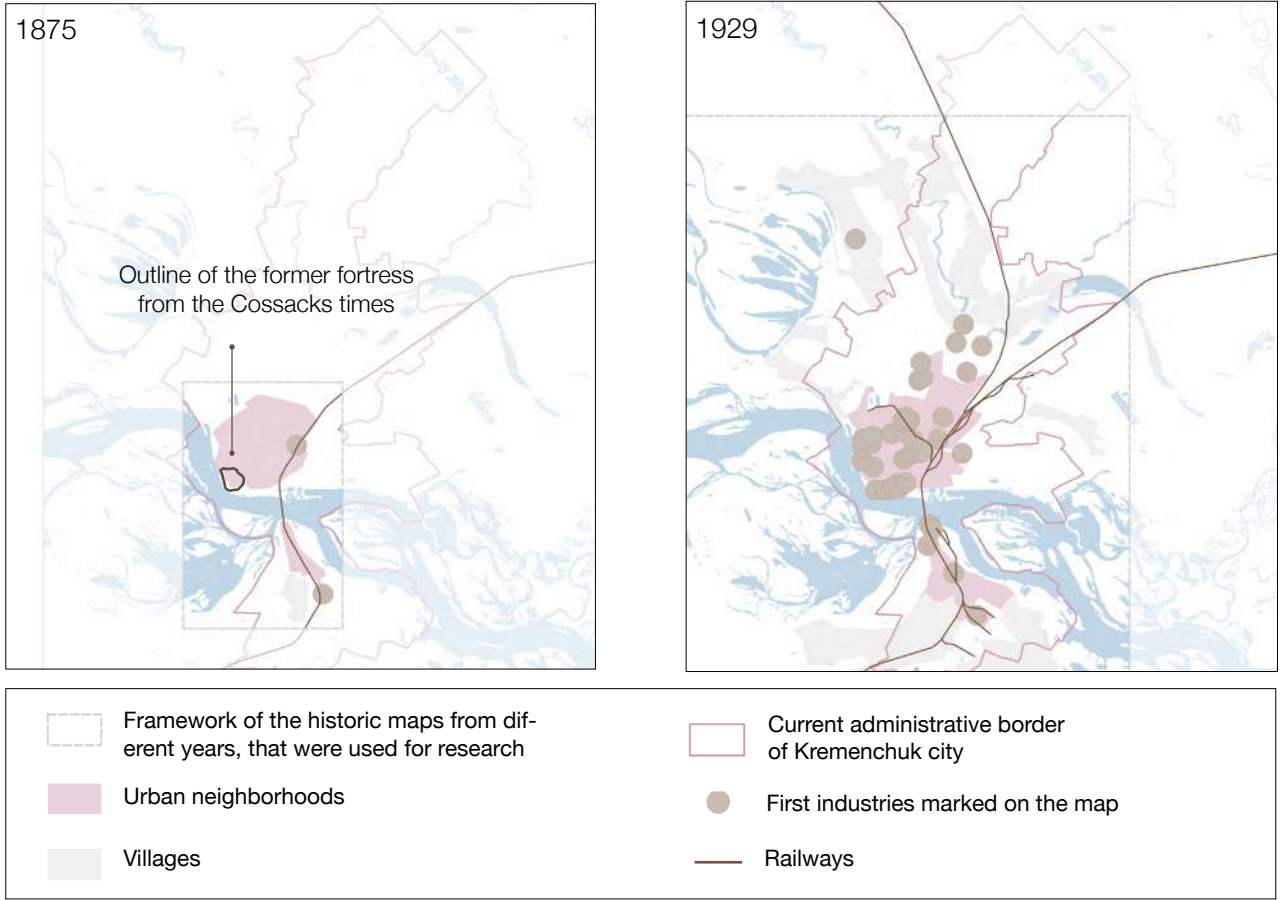 1875
1929
Outline of the former fortress
from the Cossacks times
Framework of the historic maps from dif-
erent years, that were used for research
Urban neighborhoods
Villages
Current administrative border
of Kremenchuk city
First industries marked on the map
Railways